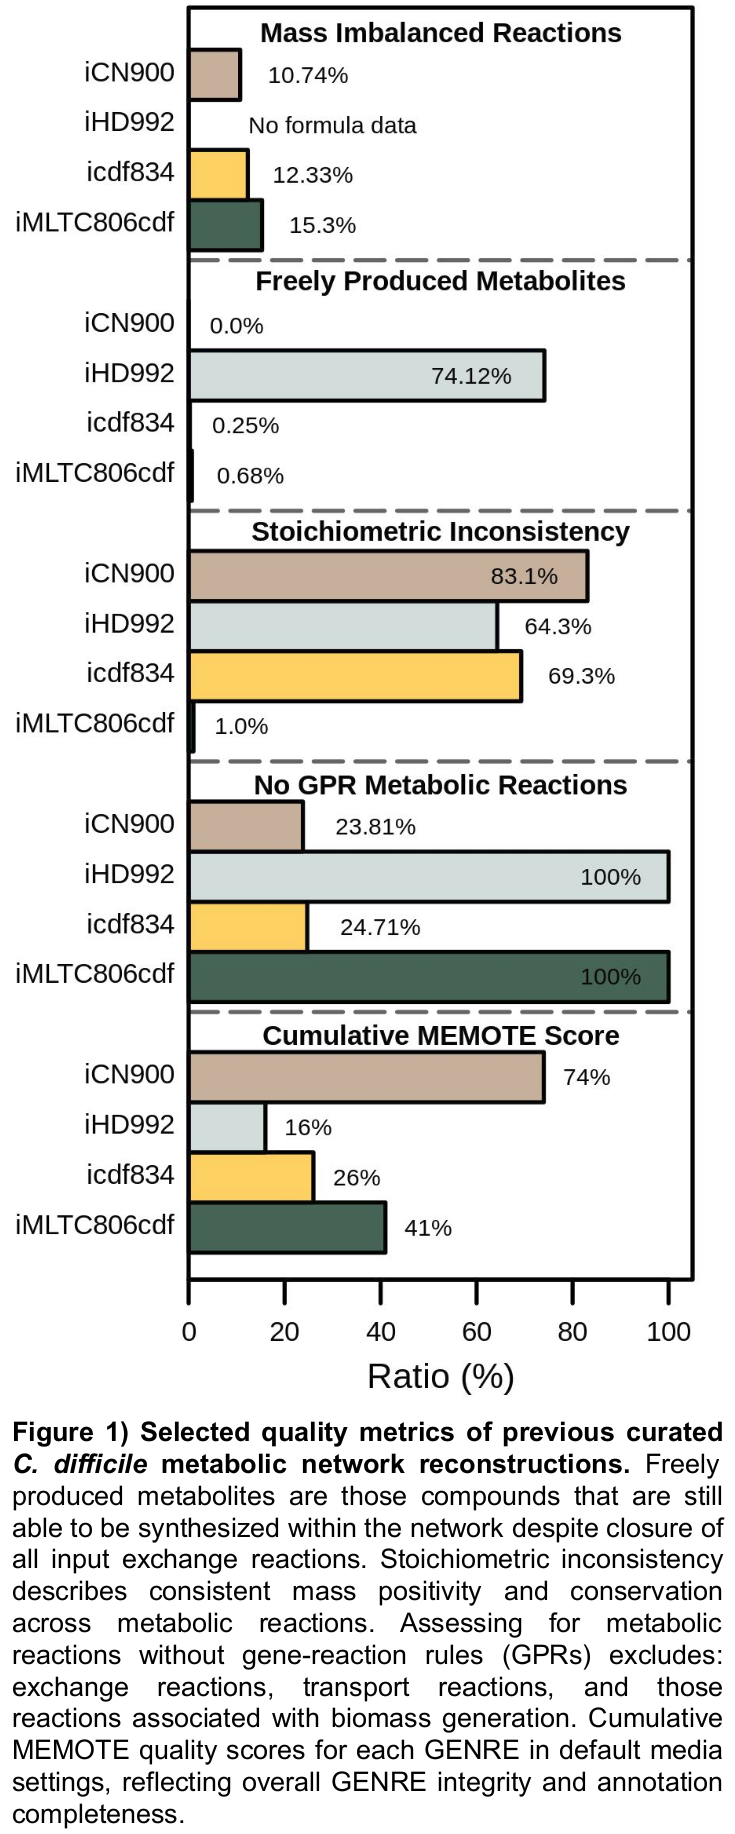 Mass Imbalanced Reactions
iCN900 10.74%
iHD992 No formula data
icdf834 12.33%
iMLTC806cdf 15.3%
Freely Produced Metabolites
iCN900 0.0%
iHD992 74.12%
icdf834 0.25%
iMLTC806cdf 0.68%
Stoichiometric Inconsistency
iCN900 83.1%
iHD992 64.3%
icdf834 69.3%
iMLTC806cdf 1.0%
No GPR Metabolic Reactions
iCN900 23.81%
iHD992 100%
icdf834 24.71%
iMLTC806cdf 100%
Cumulative MEMOTE Score
iCN900 74%
iHD992 16%
icdf834 26%
iMLTC806cdf 41%
0 20 40 60 80 100
Ratio (%)
Figure 1) Selected quality metrics of previous curated
C. difficile metabolic network reconstructions. Freely
produced metabolites are those compounds that are still
able to be synthesized within the network despite closure of
all input exchange reactions. Stoichiometric inconsistency
describes consistent mass positivity and conservation
across metabolic reactions. Assessing for metabolic
reactions without gene-reaction rules (GPRs) excludes:
exchange reactions, transport reactions, and those
reactions associated with biomass generation. Cumulative
MEMOTE quality scores for each GENRE in default media
settings, reflecting overall GENRE integrity and annotation
completeness.